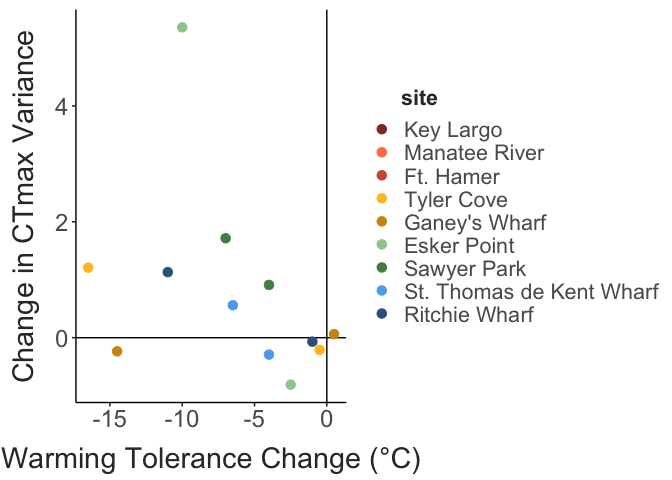 Change in CTmax Variance
4
2
0
-15 -10 -5 0
Warming Tolerance Change (°C)
site
Key Largo
Manatee River
Ft. Hamer
Tyler Cove
Ganey's Wharf
Esker Point
Sawyer Park
St. Thomas de Kent Wharf
Ritchie Wharf